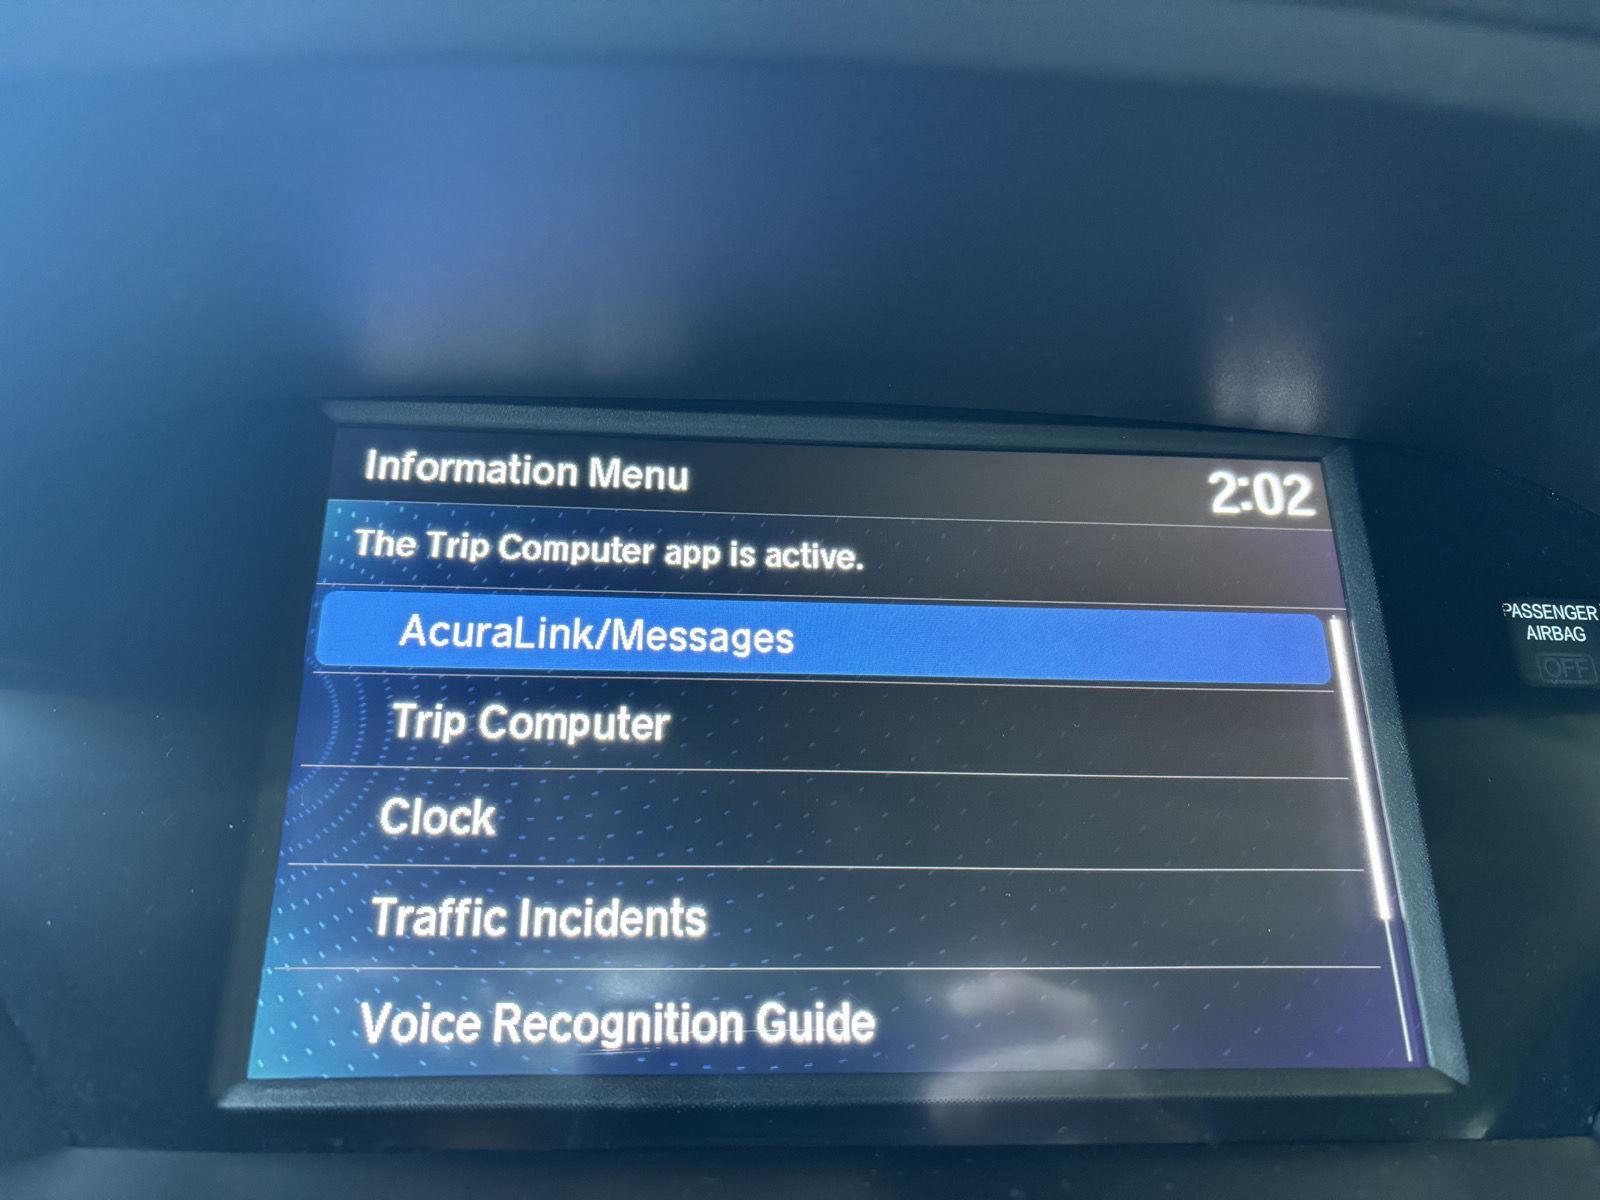 Information Menu
2:02
The Trip Computer app is active.
AcuraLink/Messages
Trip Computer
Clock
Traffic Incidents
Voice Recognition Guide
PASSENGER
AIRBAG
OFF